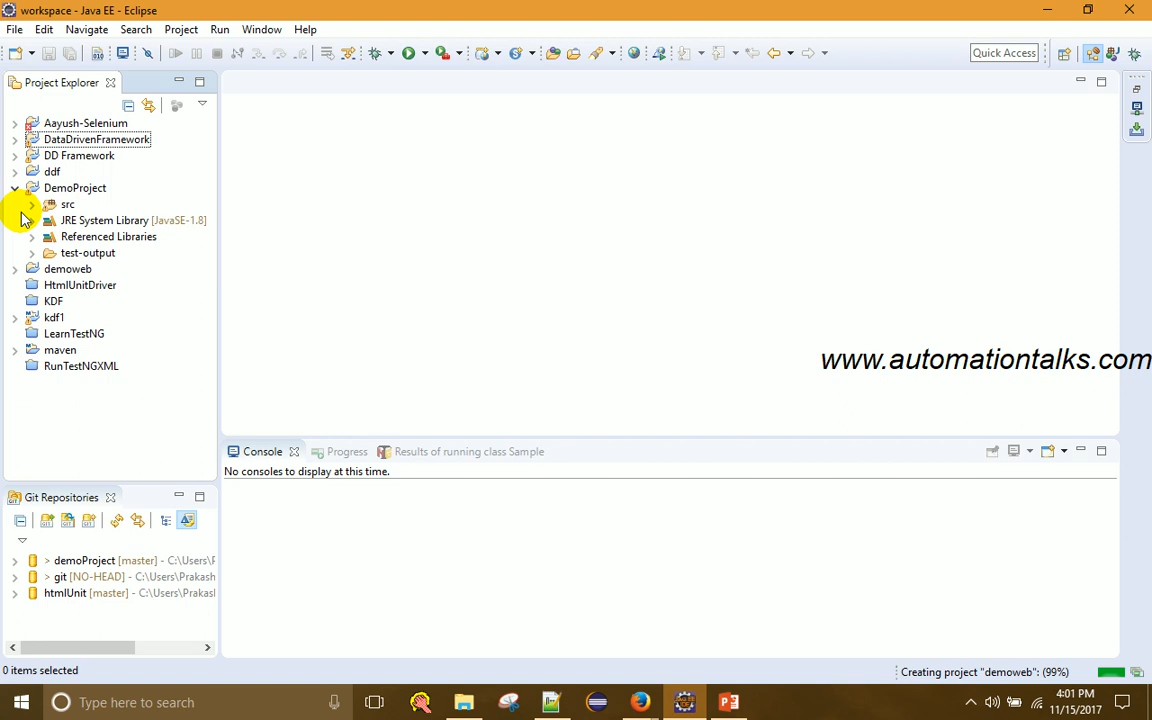 workspace - Java EE - Eclipse
File Edit Navigate Search Project Run Window Help
Quick Access
Project Explorer
Aayush-Selenium
DataDrivenFramework
DD Framework
ddf
DemoProject
src
JRE System Library [JavaSE-1.8]
Referenced Libraries
test-output
demoweb
HtmlUnitDriver
KDF
kdf1
LearnTestNG
maven
RunTestNGXML
www.automationtalks.com
Console Progress Results of running class Sample
No consoles to display at this time.
Git Repositories
> demoProject [master] - C:\Users\P
> git [NO-HEAD] - C:\Users\Prakash
htmlUnit [master] - C:\Users\Prakas
0 items selected
Creating project "demoweb": (99%)
Type here to search
4:01 PM
11/15/2017